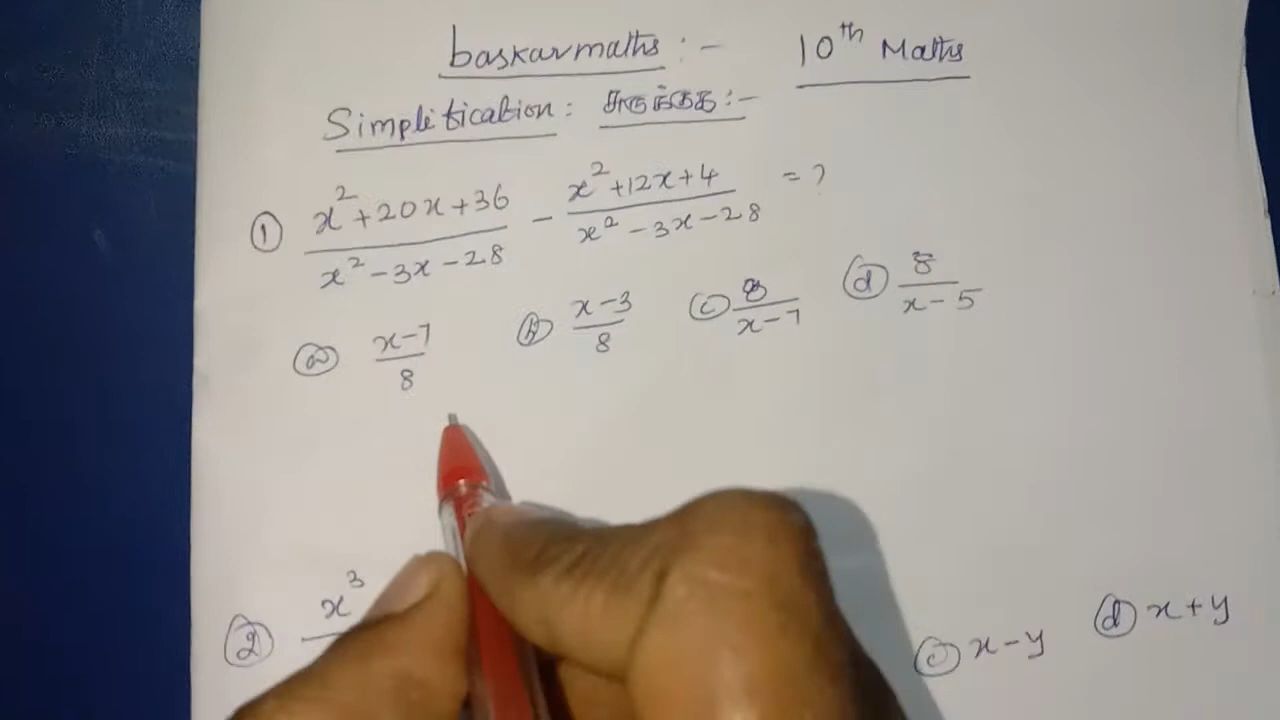 baskarmaths :- 10th Maths
Simplification: சுருக்குக:-
① (x² + 20x + 36)/(x² - 3x - 28) - (x² + 12x + 4)/(x² - 3x - 28) = ?
ⓐ (x-7)/8 ⓑ (x-3)/8 ⓒ 8/(x-7) ⓓ 8/(x-5)
② x³
ⓒ x-y ⓓ x+y